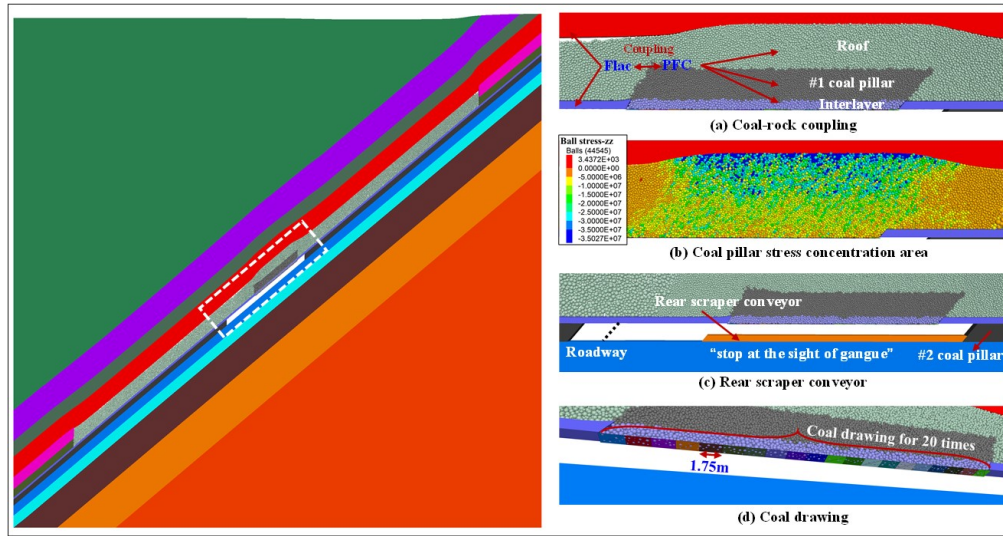 Coupling
Flac
PFC
Roof
#1 coal pillar
Interlayer
(a) Coal-rock coupling
Ball stress-zz
Balls (44545)
3.4372E+03
0.0000E+00
-5.0000E+06
-1.0000E+07
-1.5000E+07
-2.0000E+07
-2.5000E+07
-3.0000E+07
-3.5000E+07
-3.5027E+07
(b) Coal pillar stress concentration area
Rear scraper conveyor
Roadway
“stop at the sight of gangue”
#2 coal pillar
(c) Rear scraper conveyor
Coal drawing for 20 times
1.75m
(d) Coal drawing